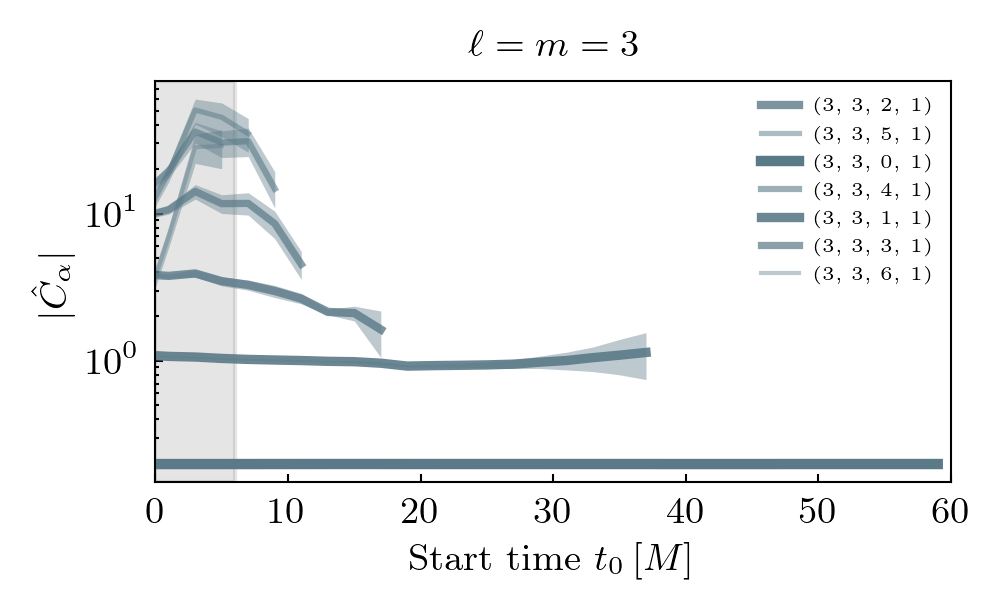 ℓ = m = 3
(3, 3, 2, 1)
(3, 3, 5, 1)
(3, 3, 0, 1)
(3, 3, 4, 1)
(3, 3, 1, 1)
(3, 3, 3, 1)
(3, 3, 6, 1)
|Ĉ_α|
10^1
10^0
0 10 20 30 40 50 60
Start time t_0 [M]